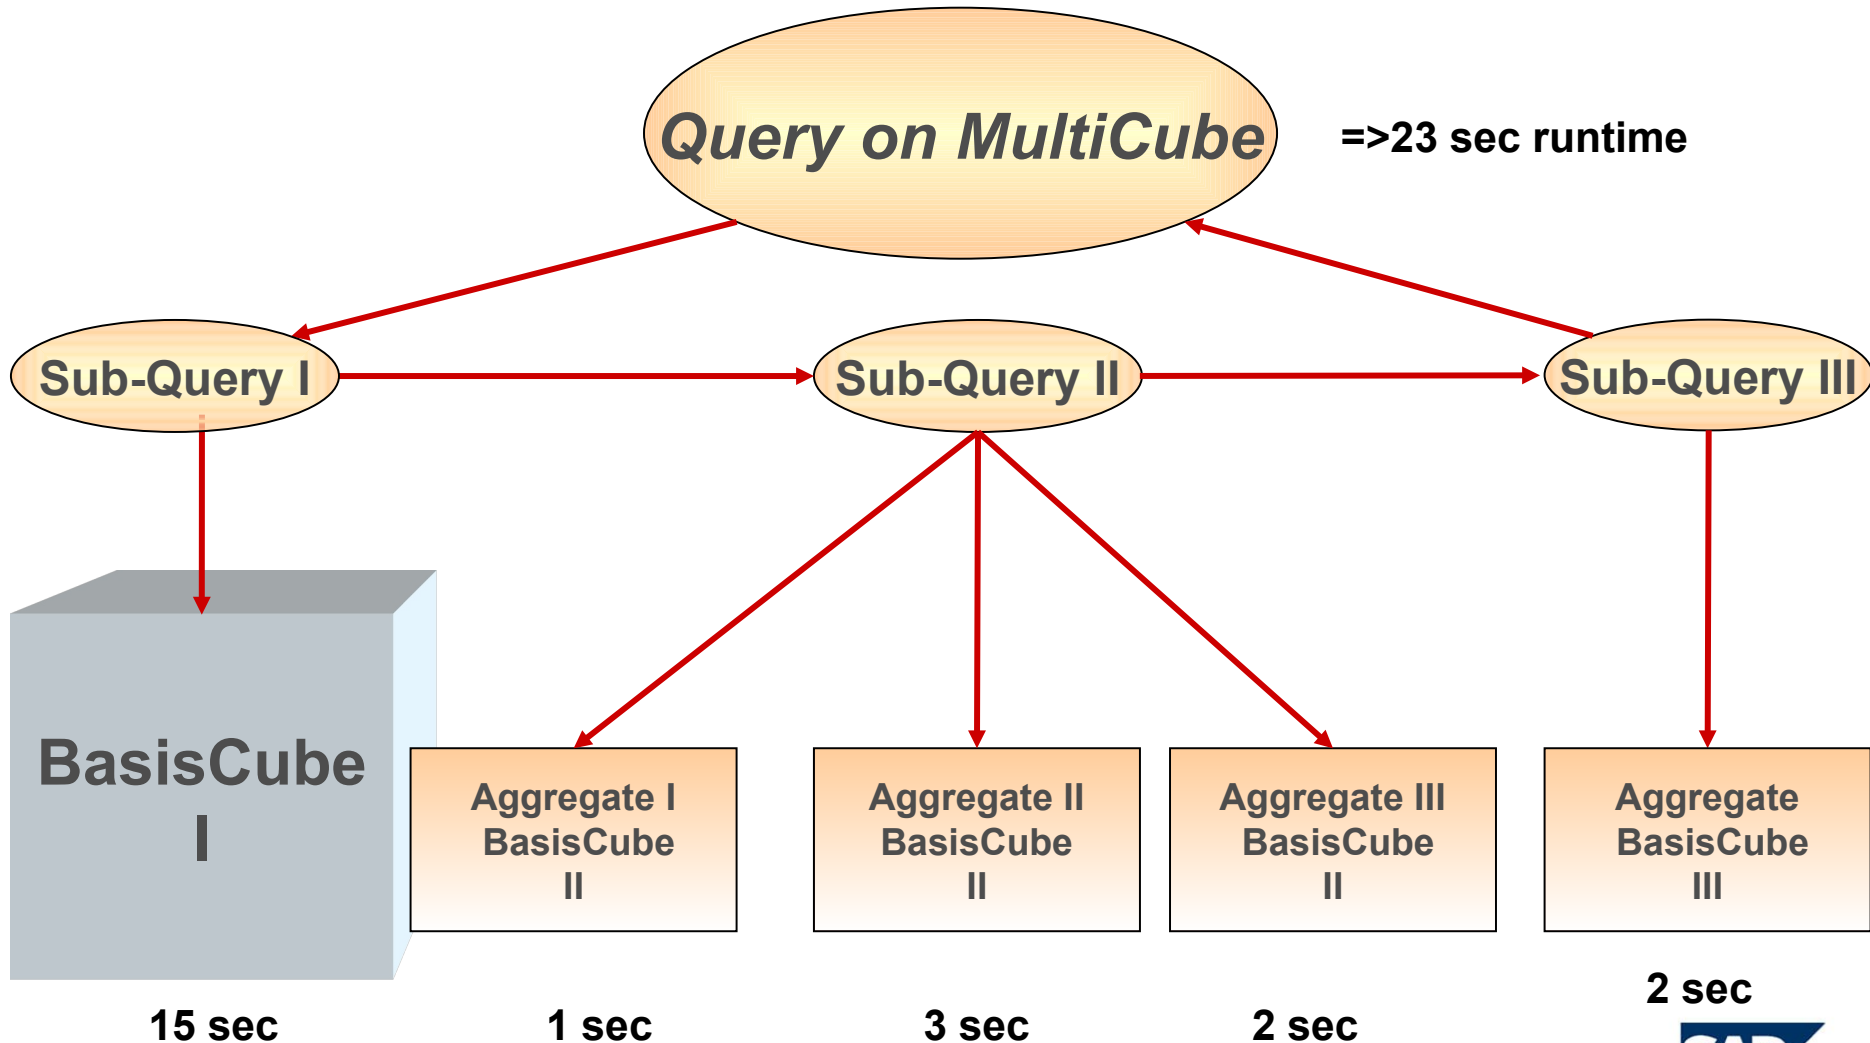 Query on MultiCube
=>23 sec runtime
Sub-Query I
Sub-Query II
Sub-Query III
BasisCube
I
Aggregate I
BasisCube
II
Aggregate II
BasisCube
II
Aggregate III
BasisCube
II
Aggregate
BasisCube
III
15 sec
1 sec
3 sec
2 sec
2 sec
SAP